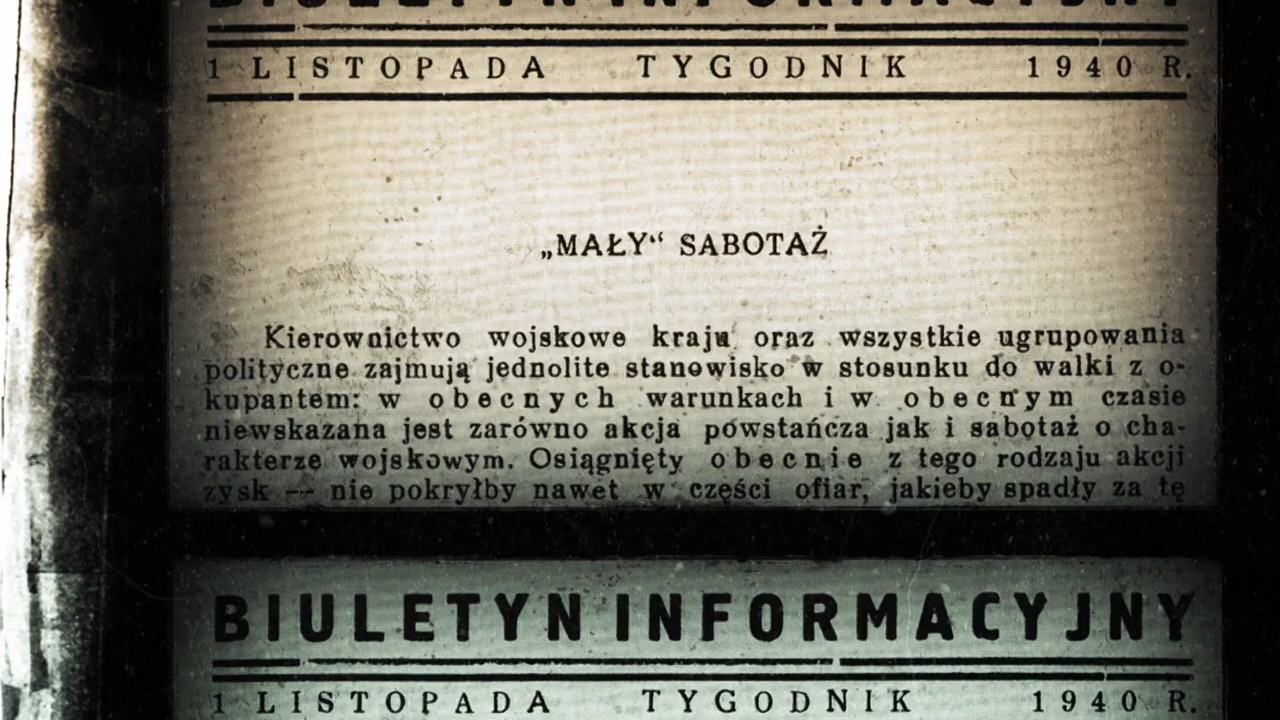 BIULETYN INFORMACYJNY
1 LISTOPADA TYGODNIK 1940 R.
„MAŁY“ SABOTAŻ
Kierownictwo wojskowe kraju oraz wszystkie ugrupowania
polityczne zajmują jednolite stanowisko w stosunku do walki z o-
kupantem: w obecnych warunkach i w obecnym czasie
niewskazana jest zarówno akcja powstańcza jak i sabotaż o cha-
rakterze wojskowym. Osiągnięty obecnie z tego rodzaju akcji
zysk — nie pokryłby nawet w części ofiar, jakieby spadły za tę
BIULETYN INFORMACYJNY
1 LISTOPADA TYGODNIK 1940 R.